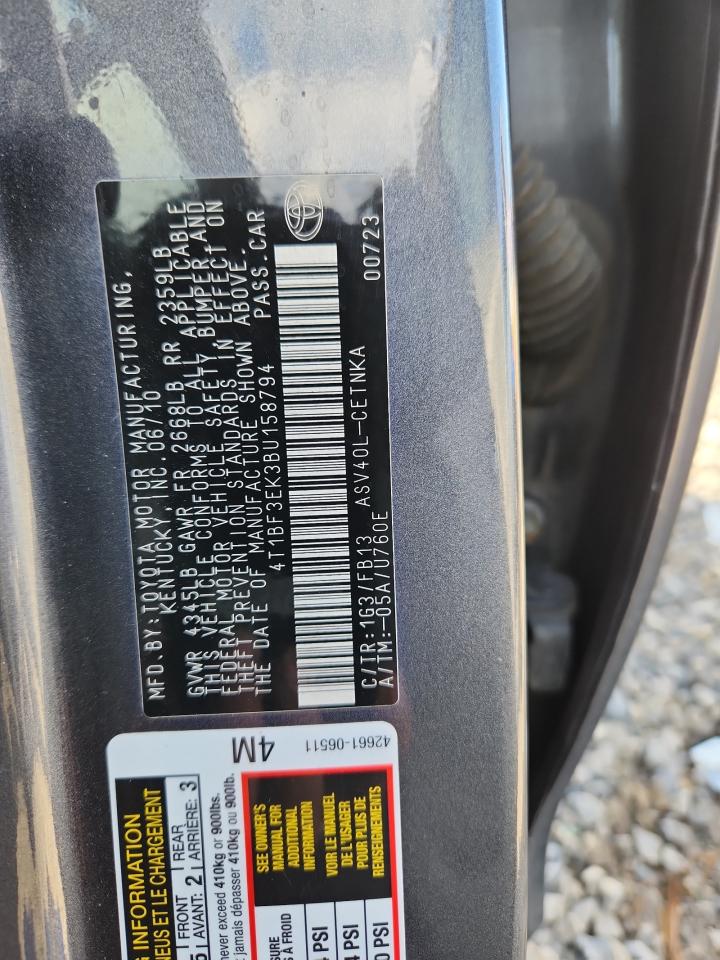 MFD. BY: TOYOTA MOTOR MANUFACTURING,
KENTUCKY, INC. 06/10
GVWR 4345LB GAWR FR 2668LB RR 2359LB
THIS VEHICLE CONFORMS TO ALL APPLICABLE
FEDERAL MOTOR VEHICLE SAFETY, BUMPER, AND
THEFT PREVENTION STANDARDS IN EFFECT ON
THE DATE OF MANUFACTURE SHOWN ABOVE.
4T1BF3EK3BU158794 PASS. CAR
C/TR: 1G3/FB13 ASV40L-CETNKA 00723
A/TM: -05A/U760E
4M
42661-06511
INFORMATION
NEUS ET LE CHARGEMENT
5 FRONT AVANT: 2 REAR ARRIÈRE: 3
never exceed 410kg or 900lbs.
jamais dépasser 410kg ou 900lb.
SEE OWNER'S
MANUAL FOR
ADDITIONAL
INFORMATION
VOIR LE MANUEL
DE L'USAGER
POUR PLUS DE
RENSEIGNEMENTS
À FROID
PSI
PSI
PSI